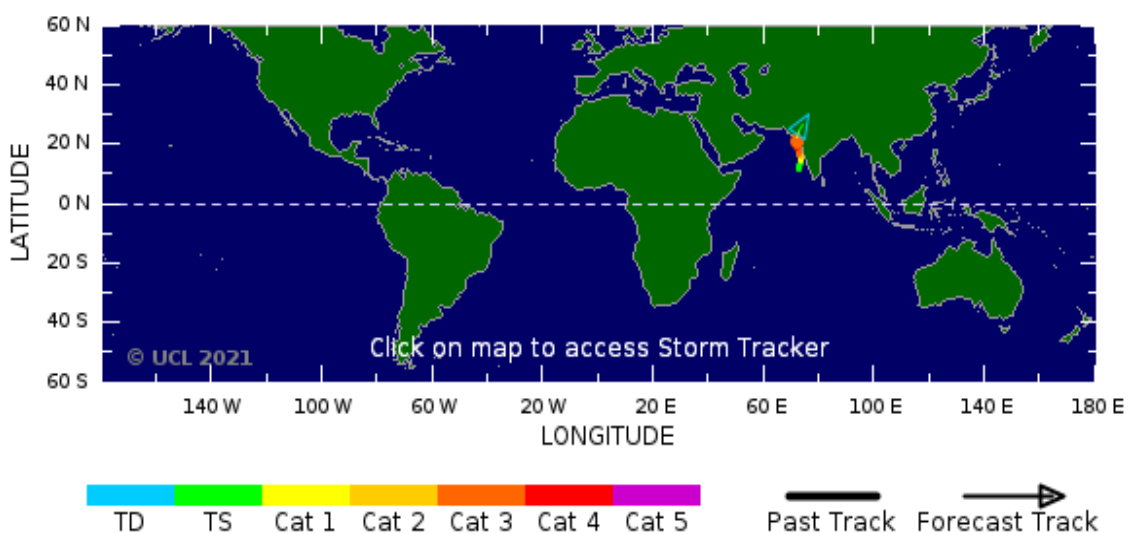 60 N
40 N
20 N
0 N
20 S
40 S
60 S
LATITUDE
Click on map to access Storm Tracker
© UCL 2021
140 W 100 W 60 W 20 W 20 E 60 E 100 E 140 E 180 E
LONGITUDE
TD TS Cat 1 Cat 2 Cat 3 Cat 4 Cat 5 Past Track Forecast Track